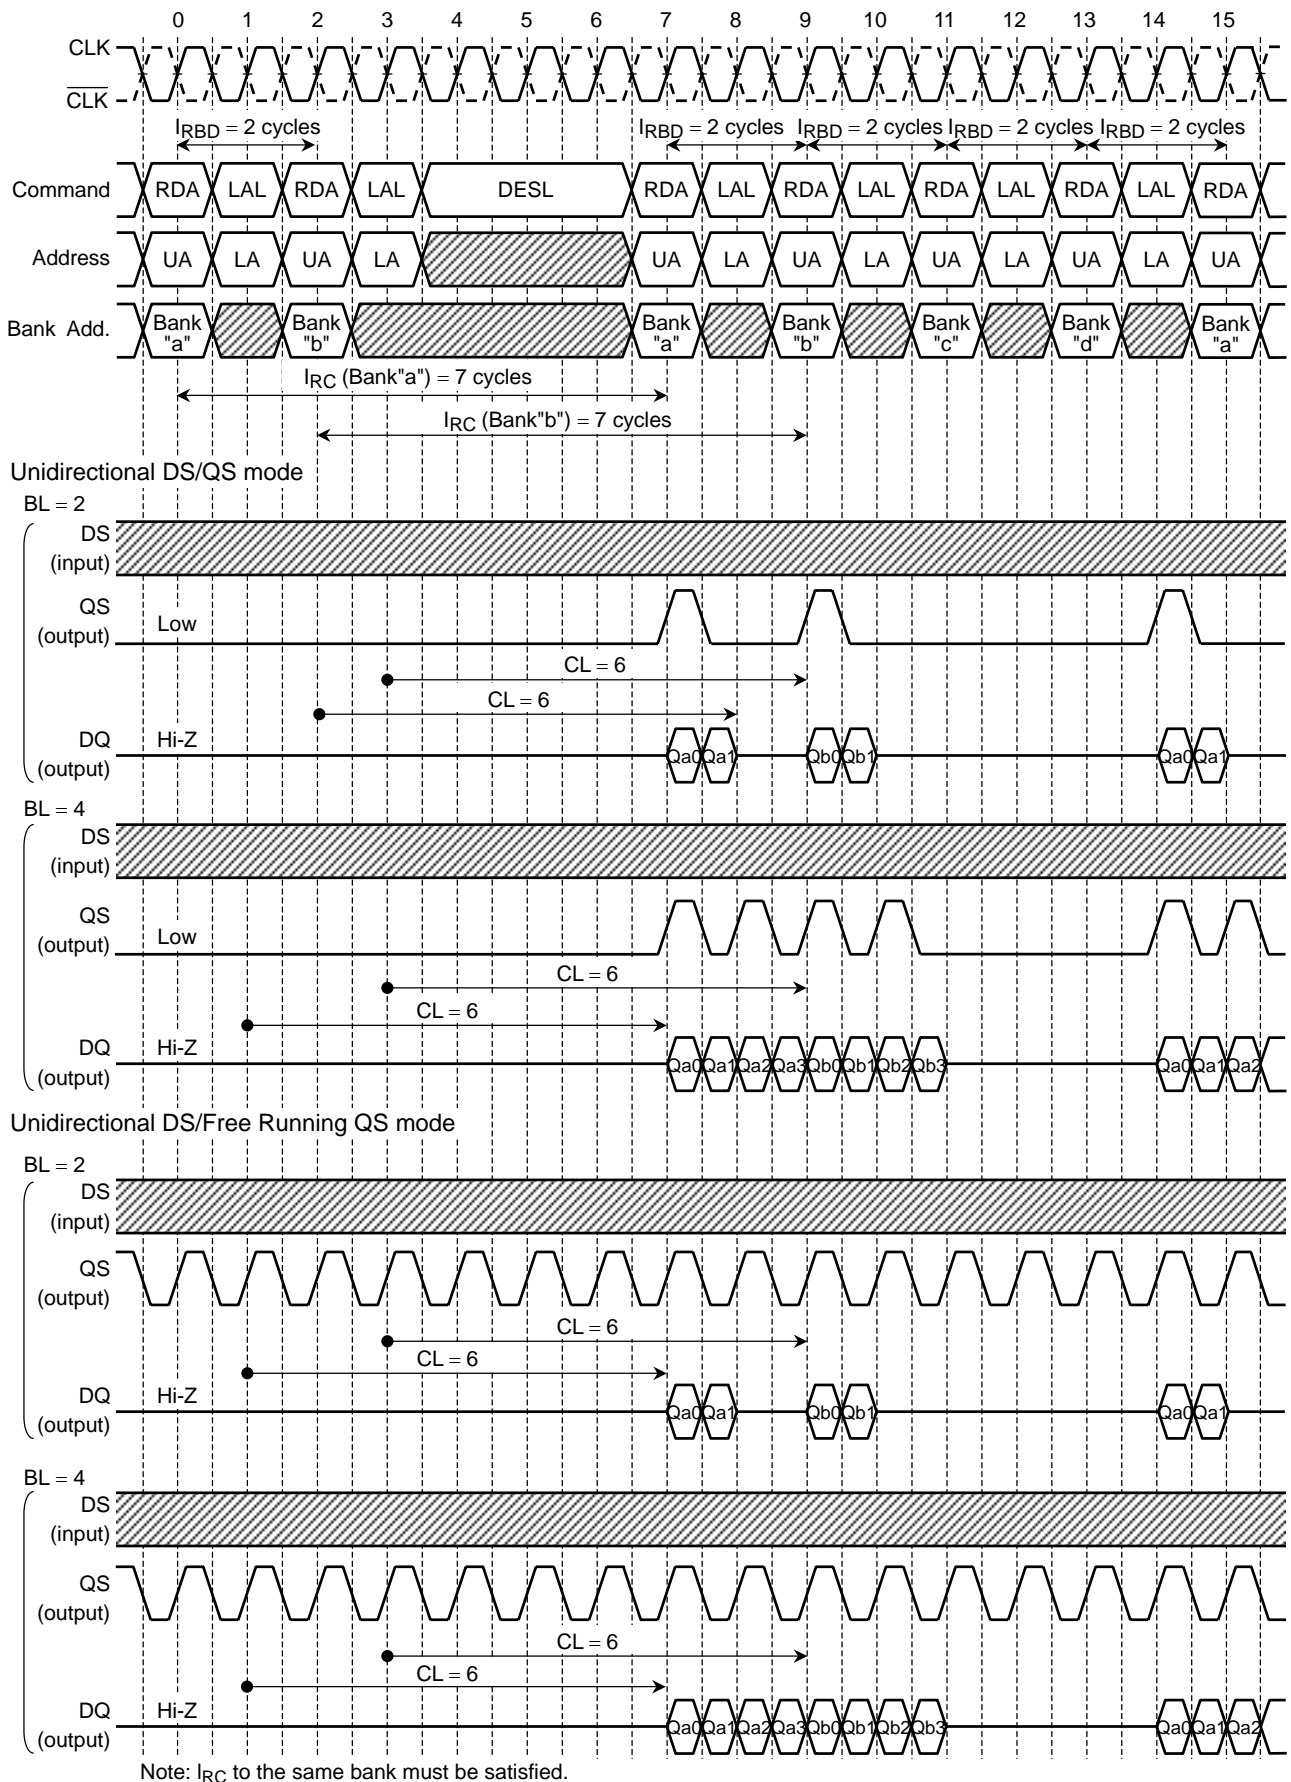 0 1 2 3 4 5 6 7 8 9 10 11 12 13 14 15
CLK
CLK
IRBD = 2 cycles IRBD = 2 cycles IRBD = 2 cycles IRBD = 2 cycles IRBD = 2 cycles
Command RDA LAL RDA LAL DESL RDA LAL RDA LAL RDA LAL RDA LAL RDA
Address UA LA UA LA UA LA UA LA UA LA UA LA UA
Bank Add. Bank "a" Bank "b" Bank "a" Bank "b" Bank "c" Bank "d" Bank "a"
IRC (Bank"a") = 7 cycles
IRC (Bank"b") = 7 cycles
Unidirectional DS/QS mode
BL = 2
DS
(input)
QS
(output) Low
CL = 6
CL = 6
DQ Hi-Z
(output) Qa0 Qa1 Qb0 Qb1 Qa0 Qa1
BL = 4
DS
(input)
QS
(output) Low
CL = 6
CL = 6
DQ Hi-Z
(output) Qa0 Qa1 Qa2 Qa3 Qb0 Qb1 Qb2 Qb3 Qa0 Qa1 Qa2
Unidirectional DS/Free Running QS mode
BL = 2
DS
(input)
QS
(output)
CL = 6
CL = 6
DQ Hi-Z
(output) Qa0 Qa1 Qb0 Qb1 Qa0 Qa1
BL = 4
DS
(input)
QS
(output)
CL = 6
CL = 6
DQ Hi-Z
(output) Qa0 Qa1 Qa2 Qa3 Qb0 Qb1 Qb2 Qb3 Qa0 Qa1 Qa2
Note: IRC to the same bank must be satisfied.